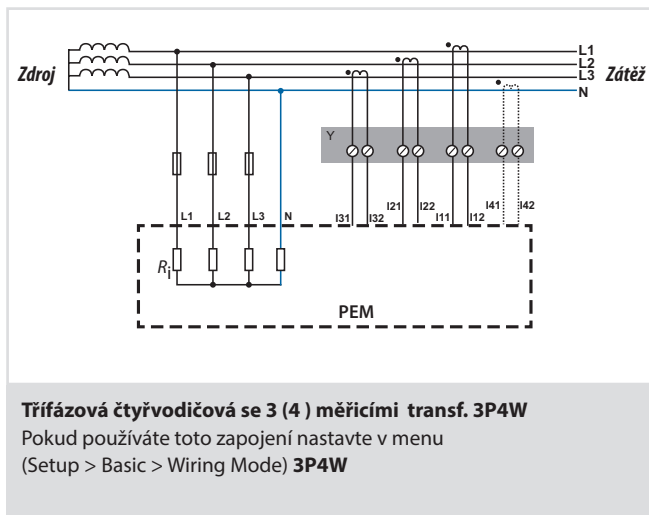 L1
L2
Zdroj
L3 Zátěž
N
Y
L1 L2 L3 N I31 I32 I21 I22 I11 I12 I41 I42
Ri
PEM
Třífázová čtyřvodičová se 3 (4 ) měřicími transf. 3P4W
Pokud používáte toto zapojení nastavte v menu
(Setup > Basic > Wiring Mode) 3P4W